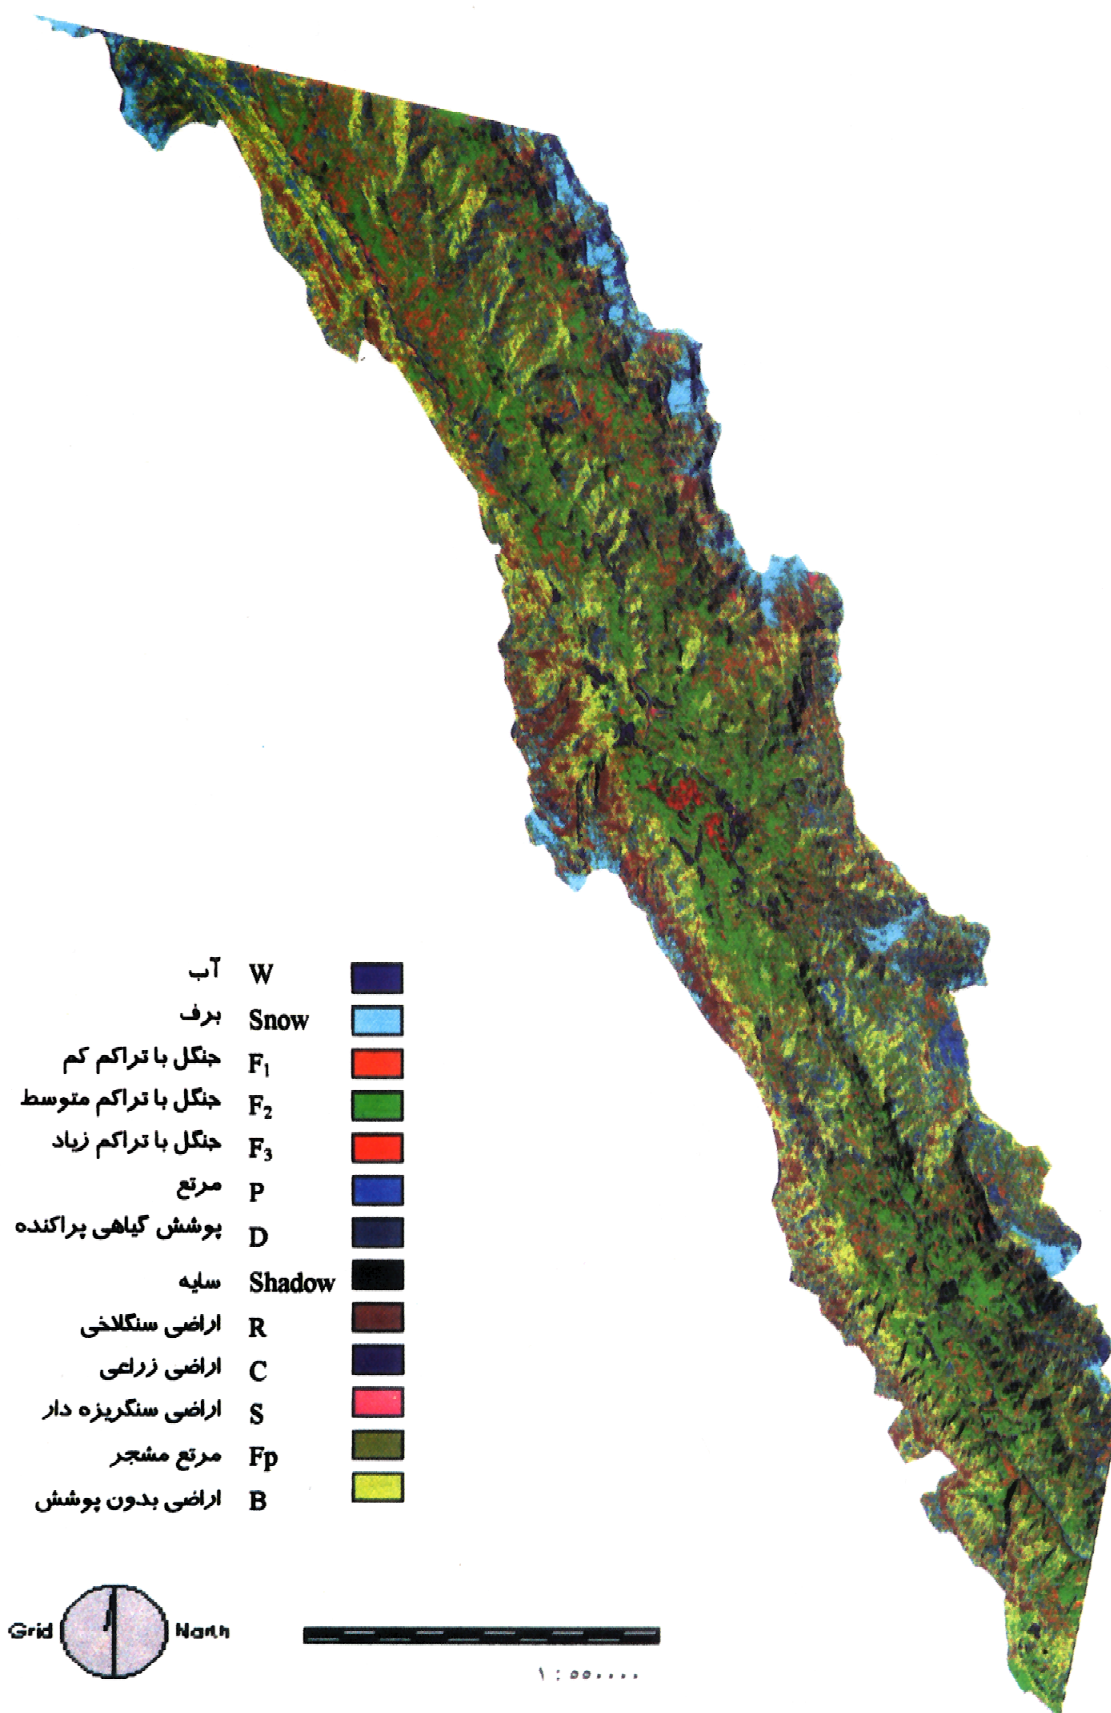 آب W
برف Snow
جنگل با تراکم کم F₁
جنگل با تراکم متوسط F₂
جنگل با تراکم زیاد F₃
مرتع P
پوشش گیاهی پراکنده D
سایه Shadow
اراضی سنگلاخی R
اراضی زراعی C
اراضی سنگریزه دار S
مرتع مشجر Fp
اراضی بدون پوشش B
Grid North
۱ : ۵۵۰۰۰۰